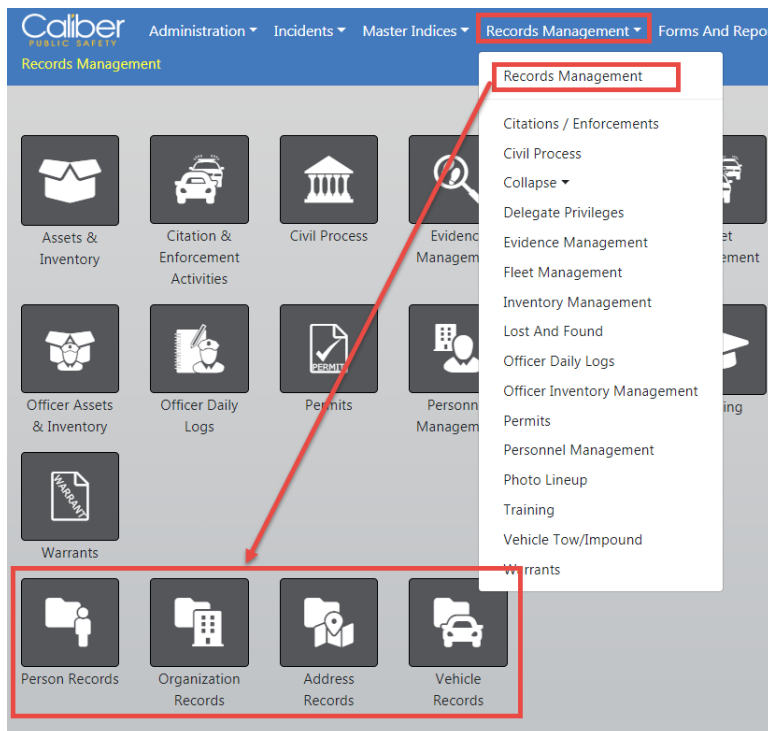 Caliber
PUBLIC SAFETY
Administration Incidents Master Indices Records Management Forms And Repo
Records Management
Records Management
Citations / Enforcements
Civil Process
Collapse
Delegate Privileges
Evidence Management
Fleet Management
Inventory Management
Lost And Found
Officer Daily Logs
Officer Inventory Management
Permits
Personnel Management
Photo Lineup
Training
Vehicle Tow/Impound
Warrants
Assets &
Inventory
Citation &
Enforcement
Activities
Civil Process
Evidenc
Managem
et
ement
Officer Assets
& Inventory
Officer Daily
Logs
PERMIT
Permits
Personn
Managem
ing
WARRANT
Warrants
Person Records
Organization
Records
Address
Records
Vehicle
Records